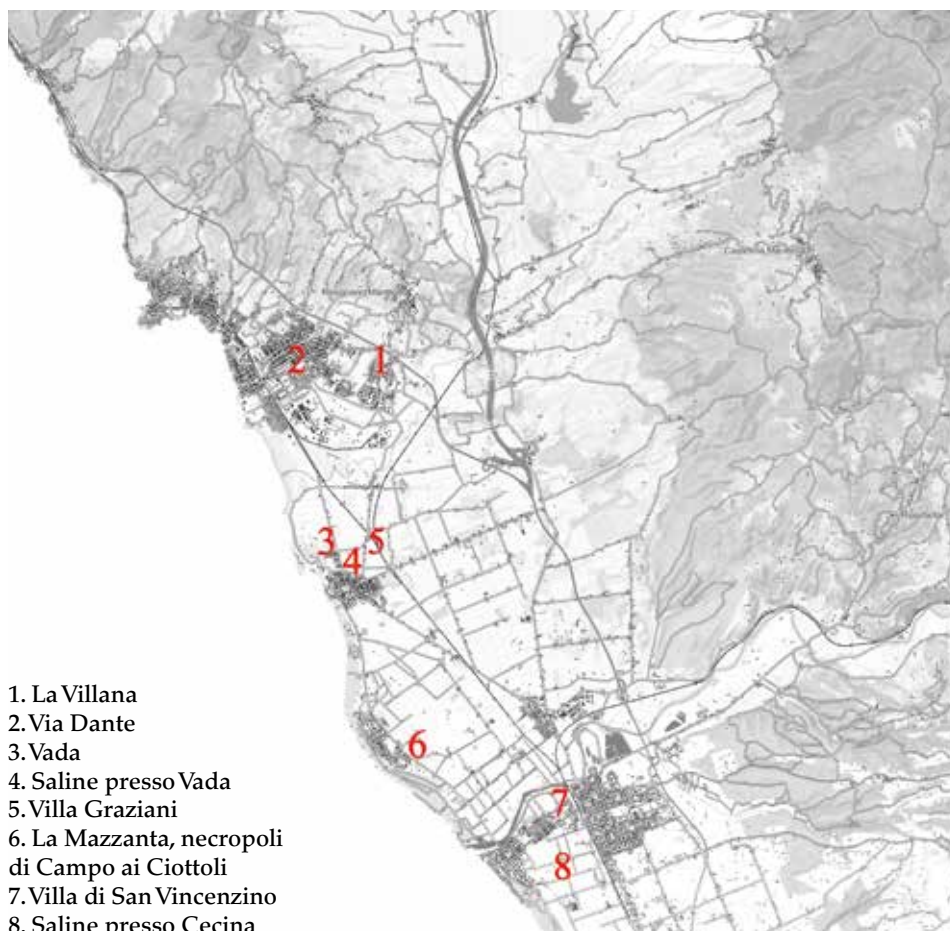 2
1
3
5
4
6
7
8
1. La Villana
2. Via Dante
3. Vada
4. Saline presso Vada
5. Villa Graziani
6. La Mazzanta, necropoli
di Campo ai Ciottoli
7. Villa di San Vincenzino
8. Saline presso Cecina